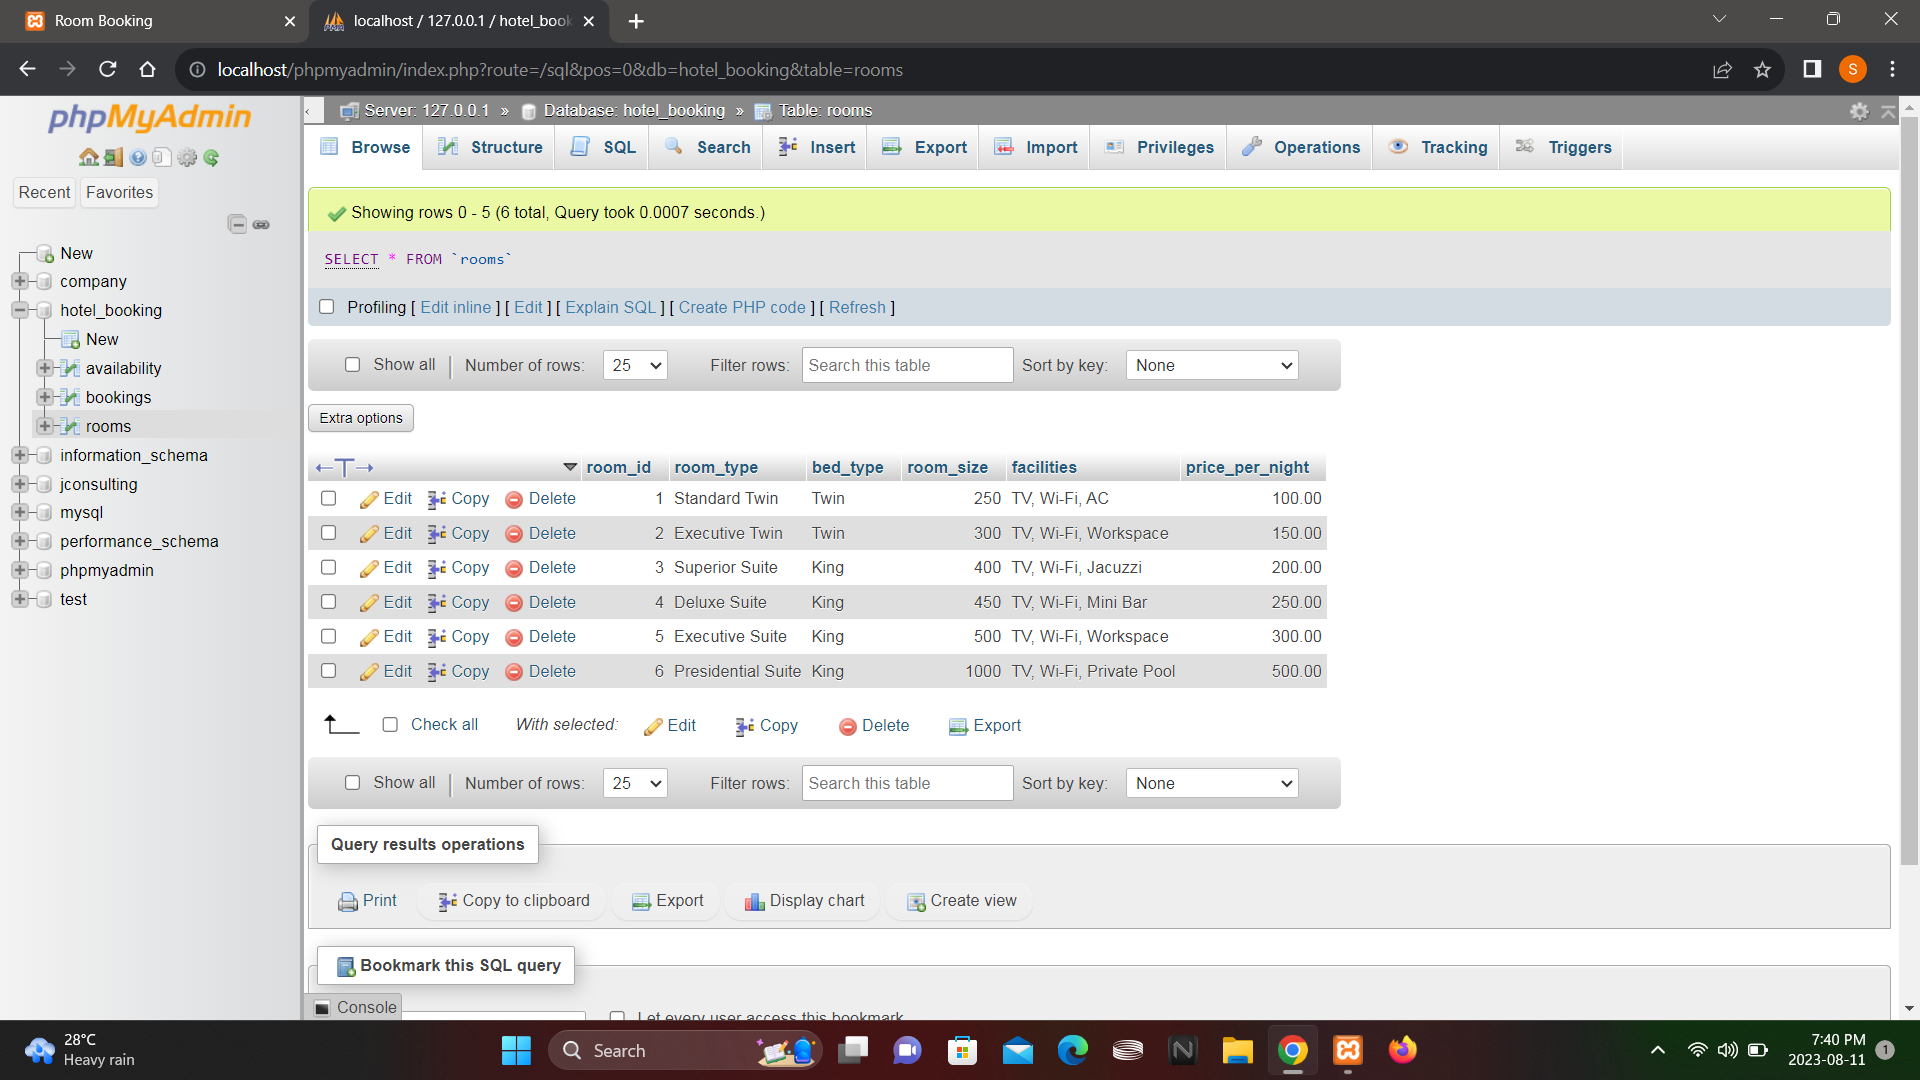 Room Booking
localhost / 127.0.0.1 / hotel_book
localhost/phpmyadmin/index.php?route=/sql&pos=0&db=hotel_booking&table=rooms
S
phpMyAdmin
Recent Favorites
New
company
hotel_booking
New
availability
bookings
rooms
information_schema
jconsulting
mysql
performance_schema
phpmyadmin
test
Server: 127.0.0.1 » Database: hotel_booking » Table: rooms
Browse Structure SQL Search Insert Export Import Privileges Operations Tracking Triggers
Showing rows 0 - 5 (6 total, Query took 0.0007 seconds.)
SELECT * FROM `rooms`
Profiling [ Edit inline ] [ Edit ] [ Explain SQL ] [ Create PHP code ] [ Refresh ]
Show all Number of rows: 25 Filter rows: Search this table Sort by key: None
Extra options
room_id room_type bed_type room_size facilities price_per_night
Edit Copy Delete 1 Standard Twin Twin 250 TV, Wi-Fi, AC 100.00
Edit Copy Delete 2 Executive Twin Twin 300 TV, Wi-Fi, Workspace 150.00
Edit Copy Delete 3 Superior Suite King 400 TV, Wi-Fi, Jacuzzi 200.00
Edit Copy Delete 4 Deluxe Suite King 450 TV, Wi-Fi, Mini Bar 250.00
Edit Copy Delete 5 Executive Suite King 500 TV, Wi-Fi, Workspace 300.00
Edit Copy Delete 6 Presidential Suite King 1000 TV, Wi-Fi, Private Pool 500.00
Check all With selected: Edit Copy Delete Export
Show all Number of rows: 25 Filter rows: Search this table Sort by key: None
Query results operations
Print Copy to clipboard Export Display chart Create view
Bookmark this SQL query
Console
Let every user access this bookmark
28°C
Heavy rain
Search
7:40 PM
2023-08-11
1